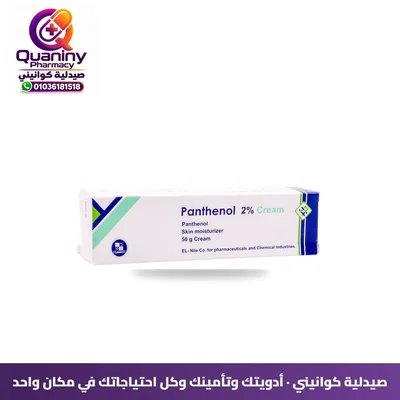 Quaniny
Pharmacy
صيدلية كوانيني
01036181518
Panthenol 2% Cream
Panthenol
Skin moisturizer
50 g Cream
EL- Nile Co. for pharmaceuticals and Chemical Industries
صيدلية كوانيني - أدويتك وتأمينك وكل احتياجاتك في مكان واحد